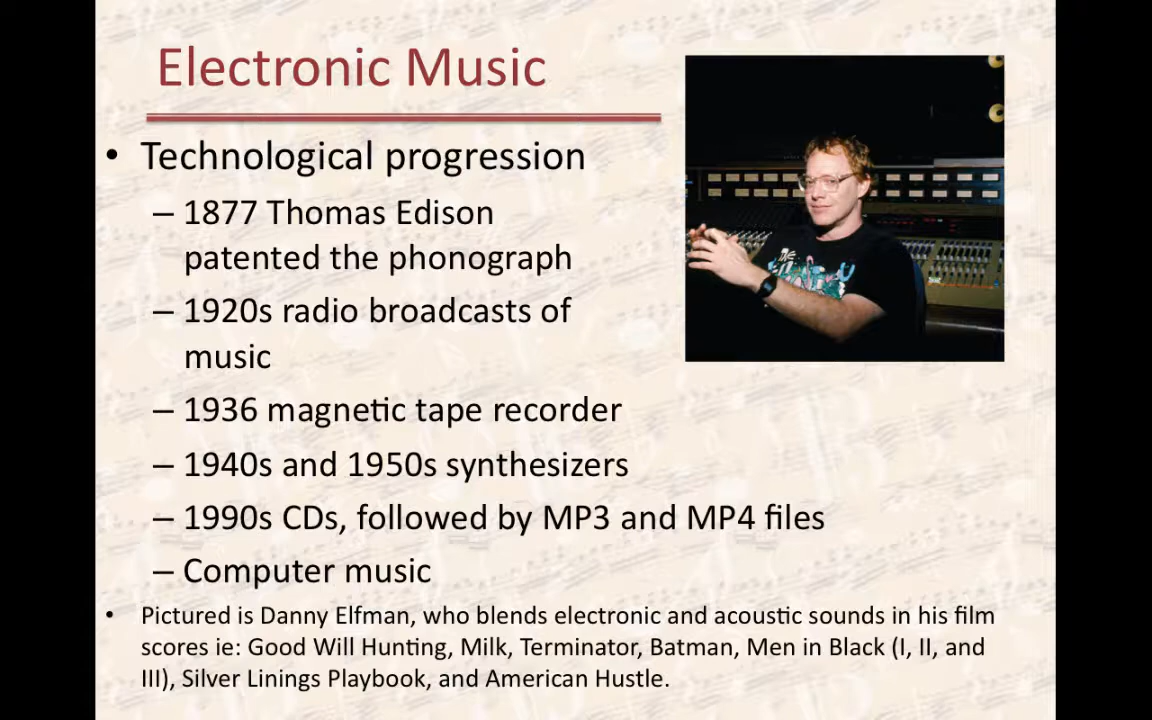 Electronic Music
• Technological progression
– 1877 Thomas Edison
patented the phonograph
– 1920s radio broadcasts of
music
– 1936 magnetic tape recorder
– 1940s and 1950s synthesizers
– 1990s CDs, followed by MP3 and MP4 files
– Computer music
• Pictured is Danny Elfman, who blends electronic and acoustic sounds in his film
scores ie: Good Will Hunting, Milk, Terminator, Batman, Men in Black (I, II, and
III), Silver Linings Playbook, and American Hustle.